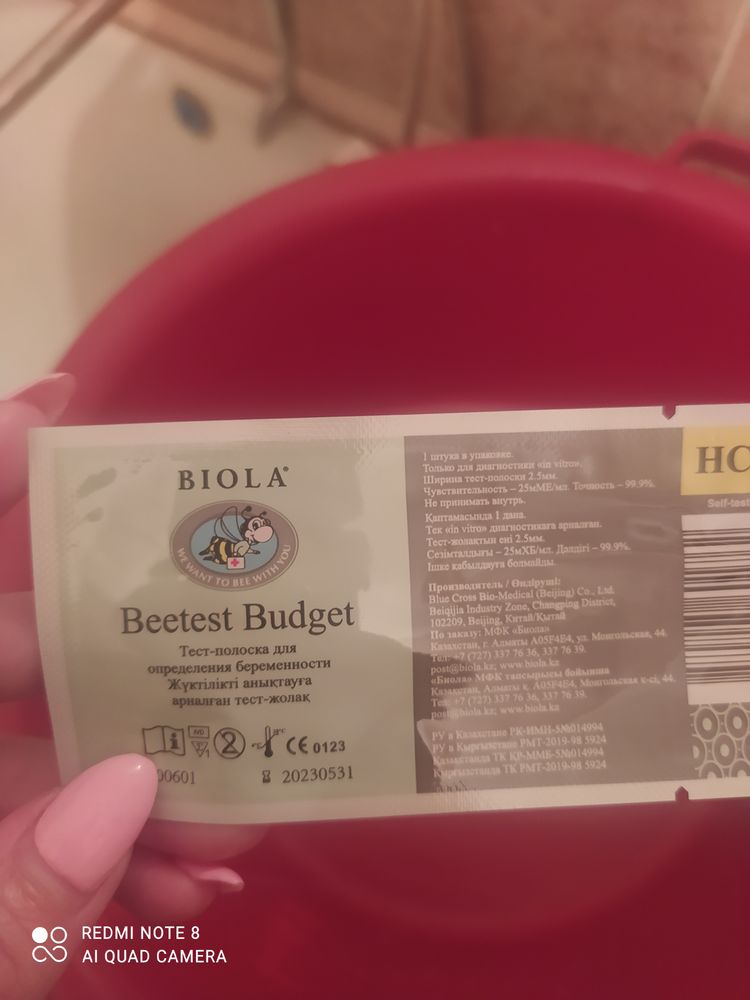 BIOLA®
WE WANT TO BEE WITH YOU
Beetest Budget
Тест-полоска для
определения беременности
Жүктілікті анықтауға
арналған тест-жолақ
i
IVD
2
CE 0123
00601
20230531
1 штука в упаковке.
Только для диагностики «in vitro».
Ширина тест-полоски 2.5мм.
Чувствительность – 25мМЕ/мл. Точность – 99.9%.
Не принимать внутрь.
Қаптамасында 1 дана.
Тек «in vitro» диагностикаға арналған.
Тест-жолақтың ені 2.5мм.
Сезімталдығы – 25мХБ/мл. Дәлдігі – 99.9%.
Ішке қабылдауға болмайды.
Производитель / Өндіруші:
Blue Cross Bio-Medical (Beijing) Co., Ltd.
Beiqijia Industry Zone, Changping District,
102209, Beijing, Китай/Қытай
По заказу: МФК «Биола»
Казахстан, г. Алматы А05F4E4, ул. Монгольская, 44.
Тел: +7 (727) 337 76 36, 337 76 39.
post@biola.kz; www.biola.kz
«Биола» МФК тапсырысы бойынша
Қазақстан, Алматы қ. А05F4E4, Монгольская к-сі, 44.
Тел: +7 (727) 337 76 36, 337 76 39.
post@biola.kz; www.biola.kz
РУ в Казахстане РК-ИМН-5№014994
РУ в Кыргызстане РМТ-2019-98 5924
Қазақстанда ТК ҚР-ММБ-5№014994
Кыргызстанда ТК РМТ-2019-98 5924
HC
Self-test
REDMI NOTE 8
AI QUAD CAMERA